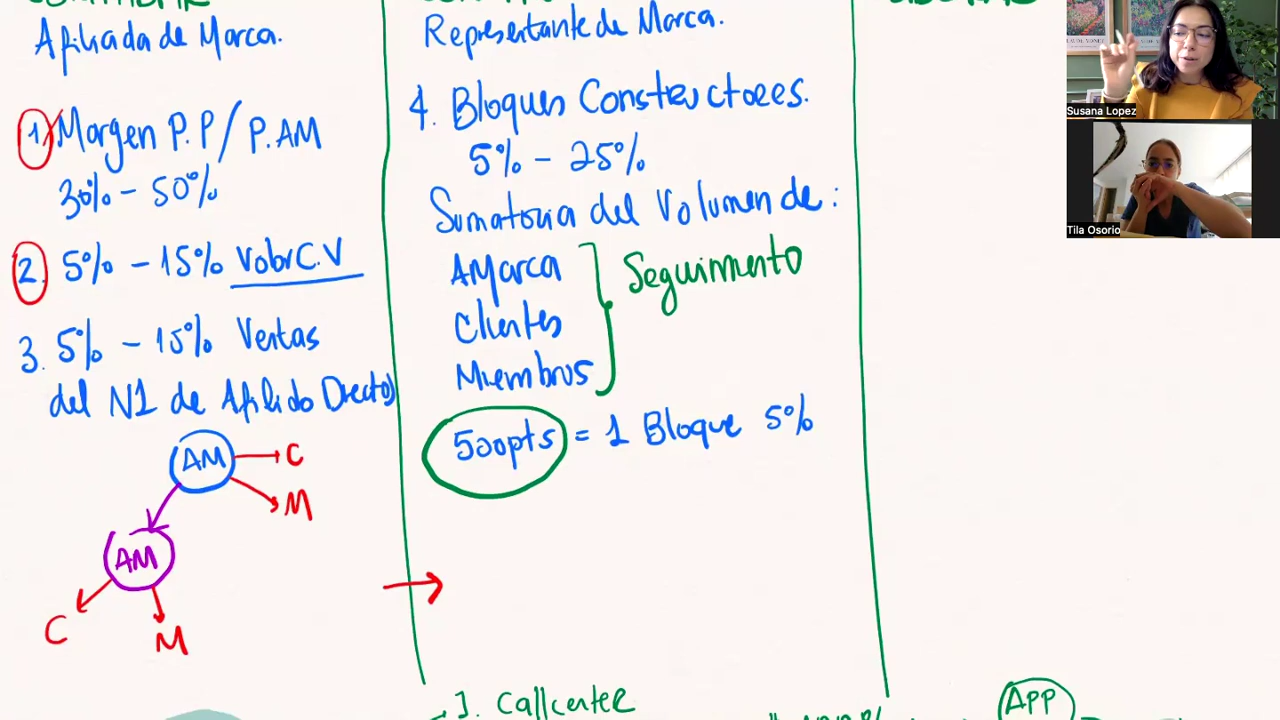 Afiliada de Marca.
1. Margen P.P / P.AM
30% - 50%
2. 5% - 15% VobrC.V
3. 5% - 15% Ventas
del N1 de Afiliado Directo)
AM
C
M
AM
C
M
Representante de Marca.
4. Bloques Constructores.
5% - 25%
Sumatoria del Volumen de :
AMarca
Clientes
Miembros
Seguimiento
500pts = 1 Bloque 5%
1. Callcenter
APP
Susana Lopez
Tila Osorio